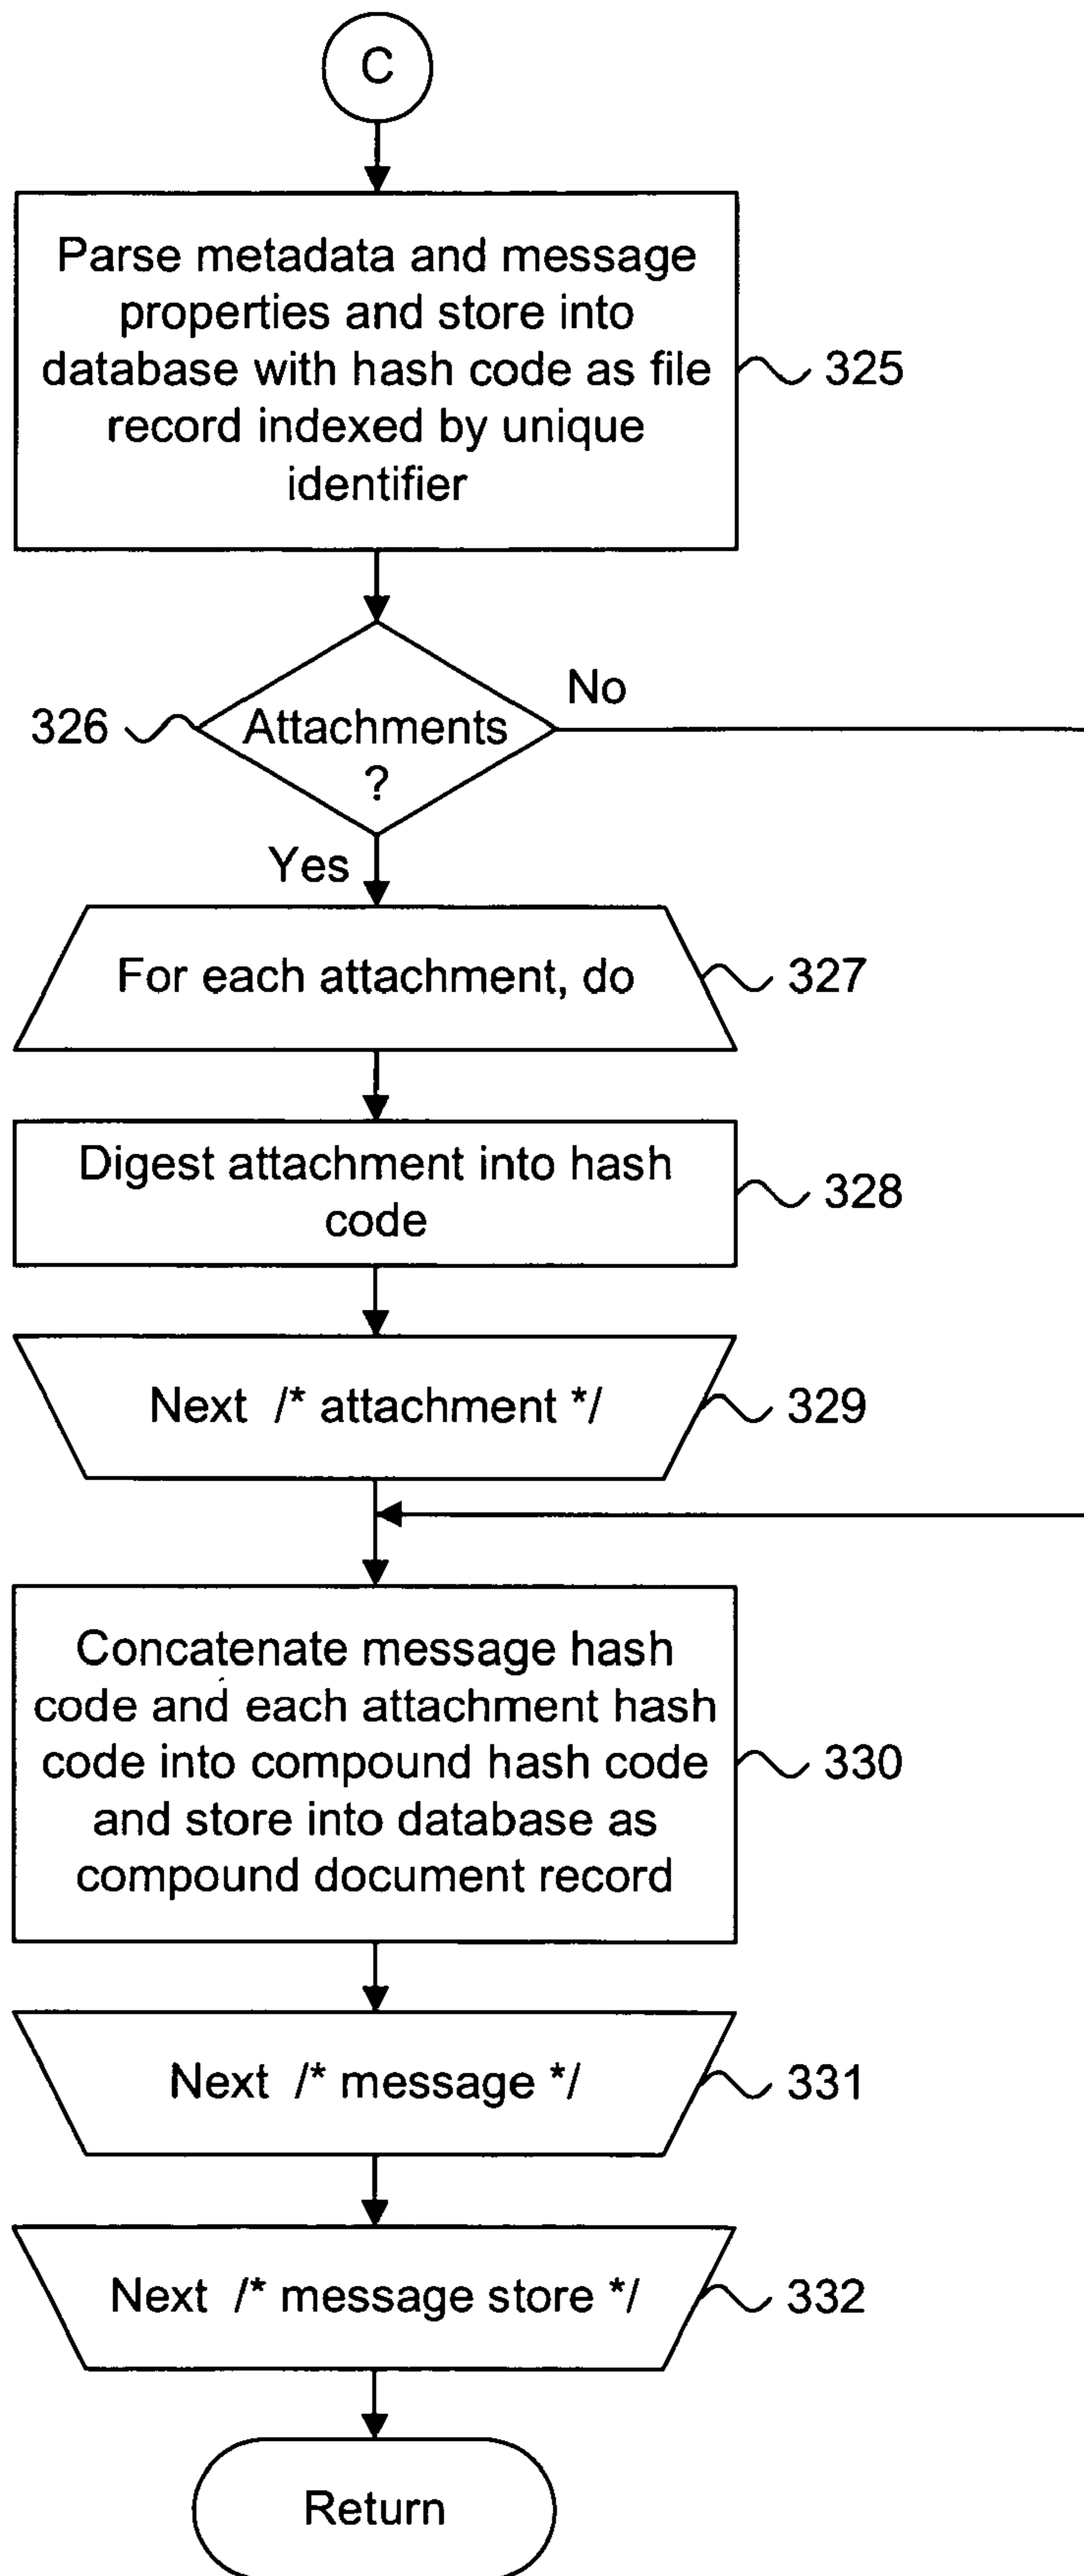 C
Parse metadata and message
properties and store into
database with hash code as file
record indexed by unique
identifier
325
326
Attachments
?
No
Yes
For each attachment, do
327
Digest attachment into hash
code
328
Next /* attachment */
329
Concatenate message hash
code and each attachment hash
code into compound hash code
and store into database as
compound document record
330
Next /* message */
331
Next /* message store */
332
Return